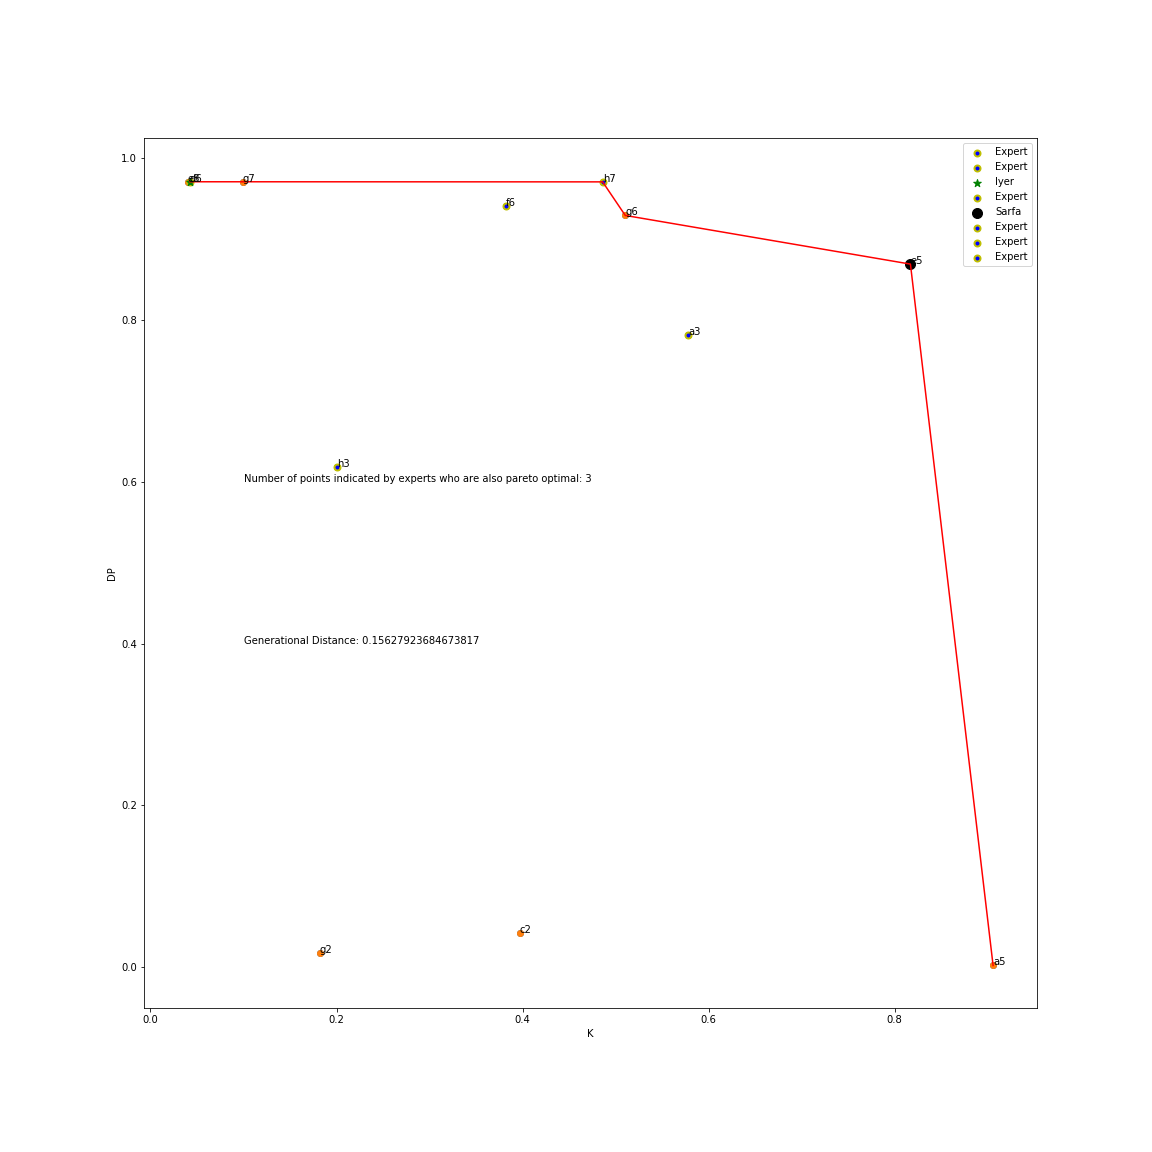 Expert
Expert
Iyer
Expert
Sarfa
Expert
Expert
Expert
1.0
0.8
0.6
0.4
0.2
0.0
DP
g7
h7
f6
g6
e5
a3
h3
Number of points indicated by experts who are also pareto optimal: 3
Generational Distance: 0.15627923684673817
c2
g2
a5
0.0
0.2
0.4
0.6
0.8
K